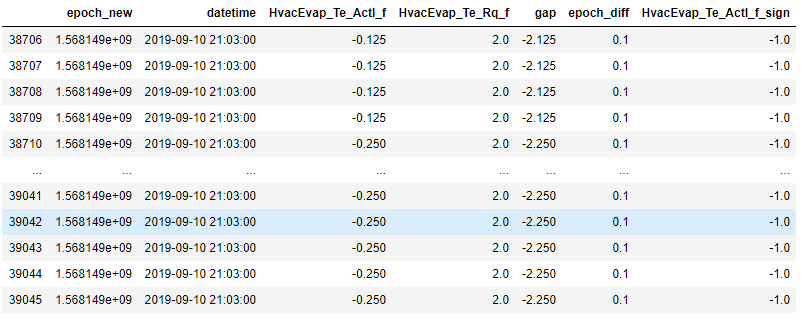 epoch_new datetime HvacEvap_Te_Actl_f HvacEvap_Te_Rq_f gap epoch_diff HvacEvap_Te_Actl_f_sign
38706 1.568149e+09 2019-09-10 21:03:00 -0.125 2.0 -2.125 0.1 -1.0
38707 1.568149e+09 2019-09-10 21:03:00 -0.125 2.0 -2.125 0.1 -1.0
38708 1.568149e+09 2019-09-10 21:03:00 -0.125 2.0 -2.125 0.1 -1.0
38709 1.568149e+09 2019-09-10 21:03:00 -0.125 2.0 -2.125 0.1 -1.0
38710 1.568149e+09 2019-09-10 21:03:00 -0.250 2.0 -2.250 0.1 -1.0
... ... ... ... ... ... ... ...
39041 1.568149e+09 2019-09-10 21:03:00 -0.250 2.0 -2.250 0.1 -1.0
39042 1.568149e+09 2019-09-10 21:03:00 -0.250 2.0 -2.250 0.1 -1.0
39043 1.568149e+09 2019-09-10 21:03:00 -0.250 2.0 -2.250 0.1 -1.0
39044 1.568149e+09 2019-09-10 21:03:00 -0.250 2.0 -2.250 0.1 -1.0
39045 1.568149e+09 2019-09-10 21:03:00 -0.250 2.0 -2.250 0.1 -1.0